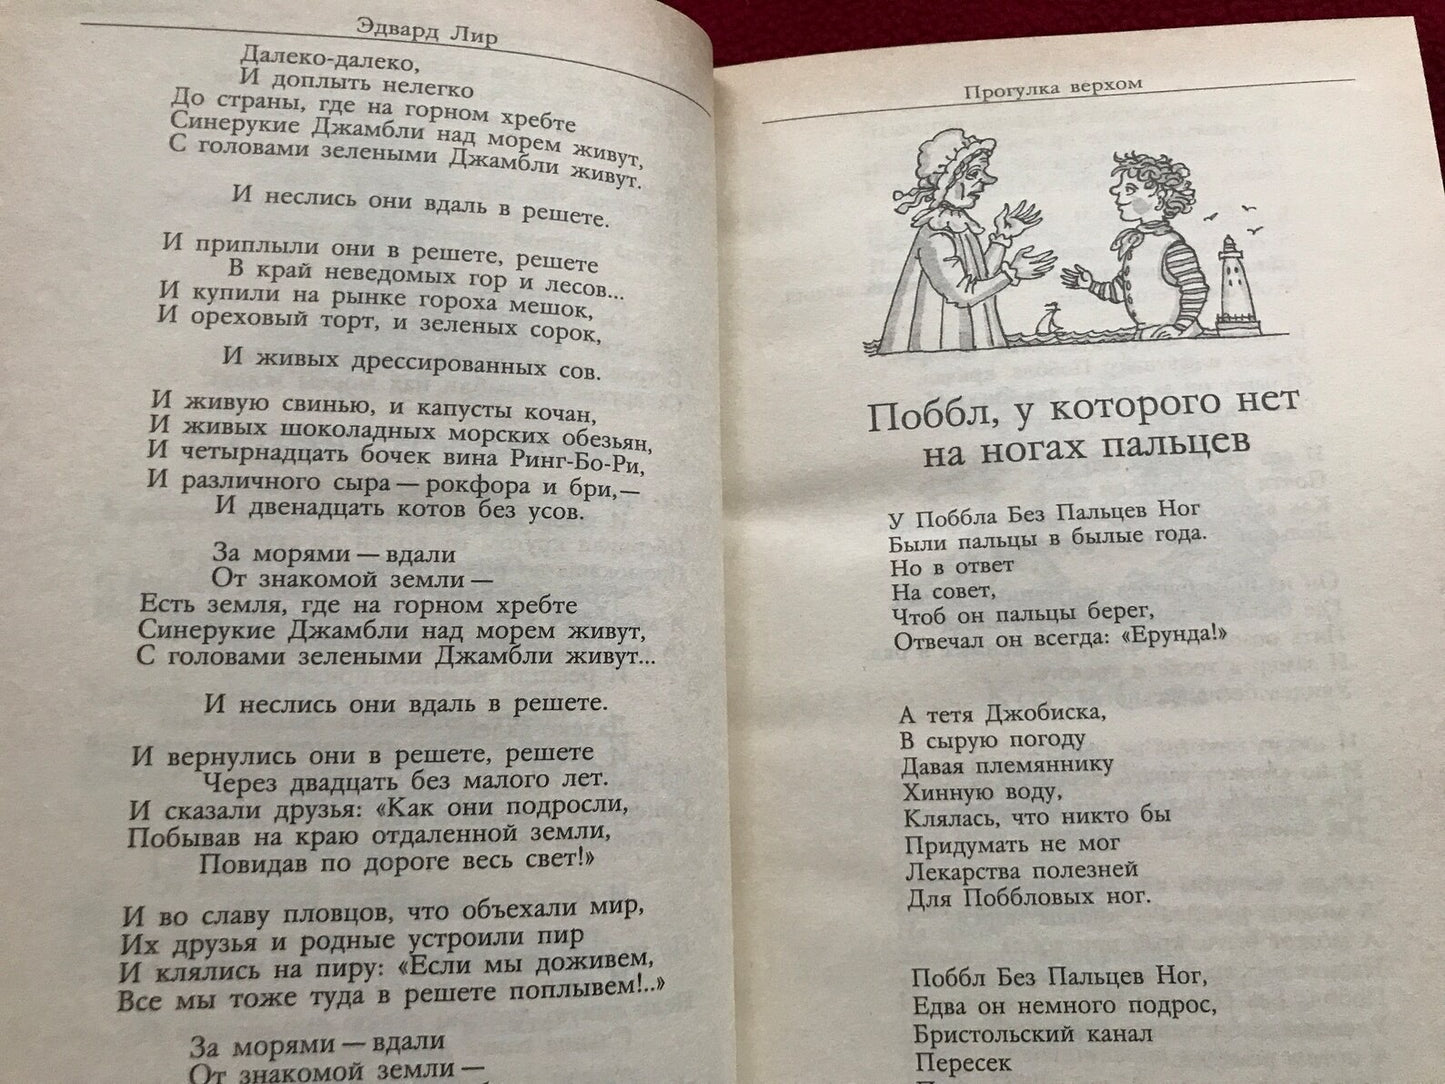 Эдвард Лир
Далеко-далеко,
И доплыть нелегко
До страны, где на горном хребте
Синерукие Джамбли над морем живут,
С головами зелеными Джамбли живут.
И неслись они вдаль в решете.
И приплыли они в решете, решете
В край неведомых гор и лесов...
И купили на рынке гороха мешок,
И ореховый торт, и зеленых сорок,
И живых дрессированных сов.
И живую свинью, и капусты кочан,
И живых шоколадных морских обезьян,
И четырнадцать бочек вина Ринг-Бо-Ри,
И различного сыра — рокфора и бри,—
И двенадцать котов без усов.
За морями — вдали
От знакомой земли —
Есть земля, где на горном хребте
Синерукие Джамбли над морем живут,
С головами зелеными Джамбли живут...
И неслись они вдаль в решете.
И вернулись они в решете, решете
Через двадцать без малого лет.
И сказали друзья: «Как они подросли,
Побывав на краю отдаленной земли,
Повидав по дороге весь свет!»
И во славу пловцов, что объехали мир,
Их друзья и родные устроили пир
И клялись на пиру: «Если мы доживем,
Все мы тоже туда в решете поплывем!..»
За морями — вдали
От знакомой земли —
Прогулка верхом
Поббл, у которого нет
на ногах пальцев
У Поббла Без Пальцев Ног
Были пальцы в былые года.
Но в ответ
На совет,
Чтоб он пальцы берег,
Отвечал он всегда: «Ерунда!»
А тетя Джобиска,
В сырую погоду
Давая племяннику
Хинную воду,
Клялась, что никто бы
Придумать не мог
Лекарства полезней
Для Поббловых ног.
Поббл Без Пальцев Ног,
Едва он немного подрос,
Бристольский канал
Пересек